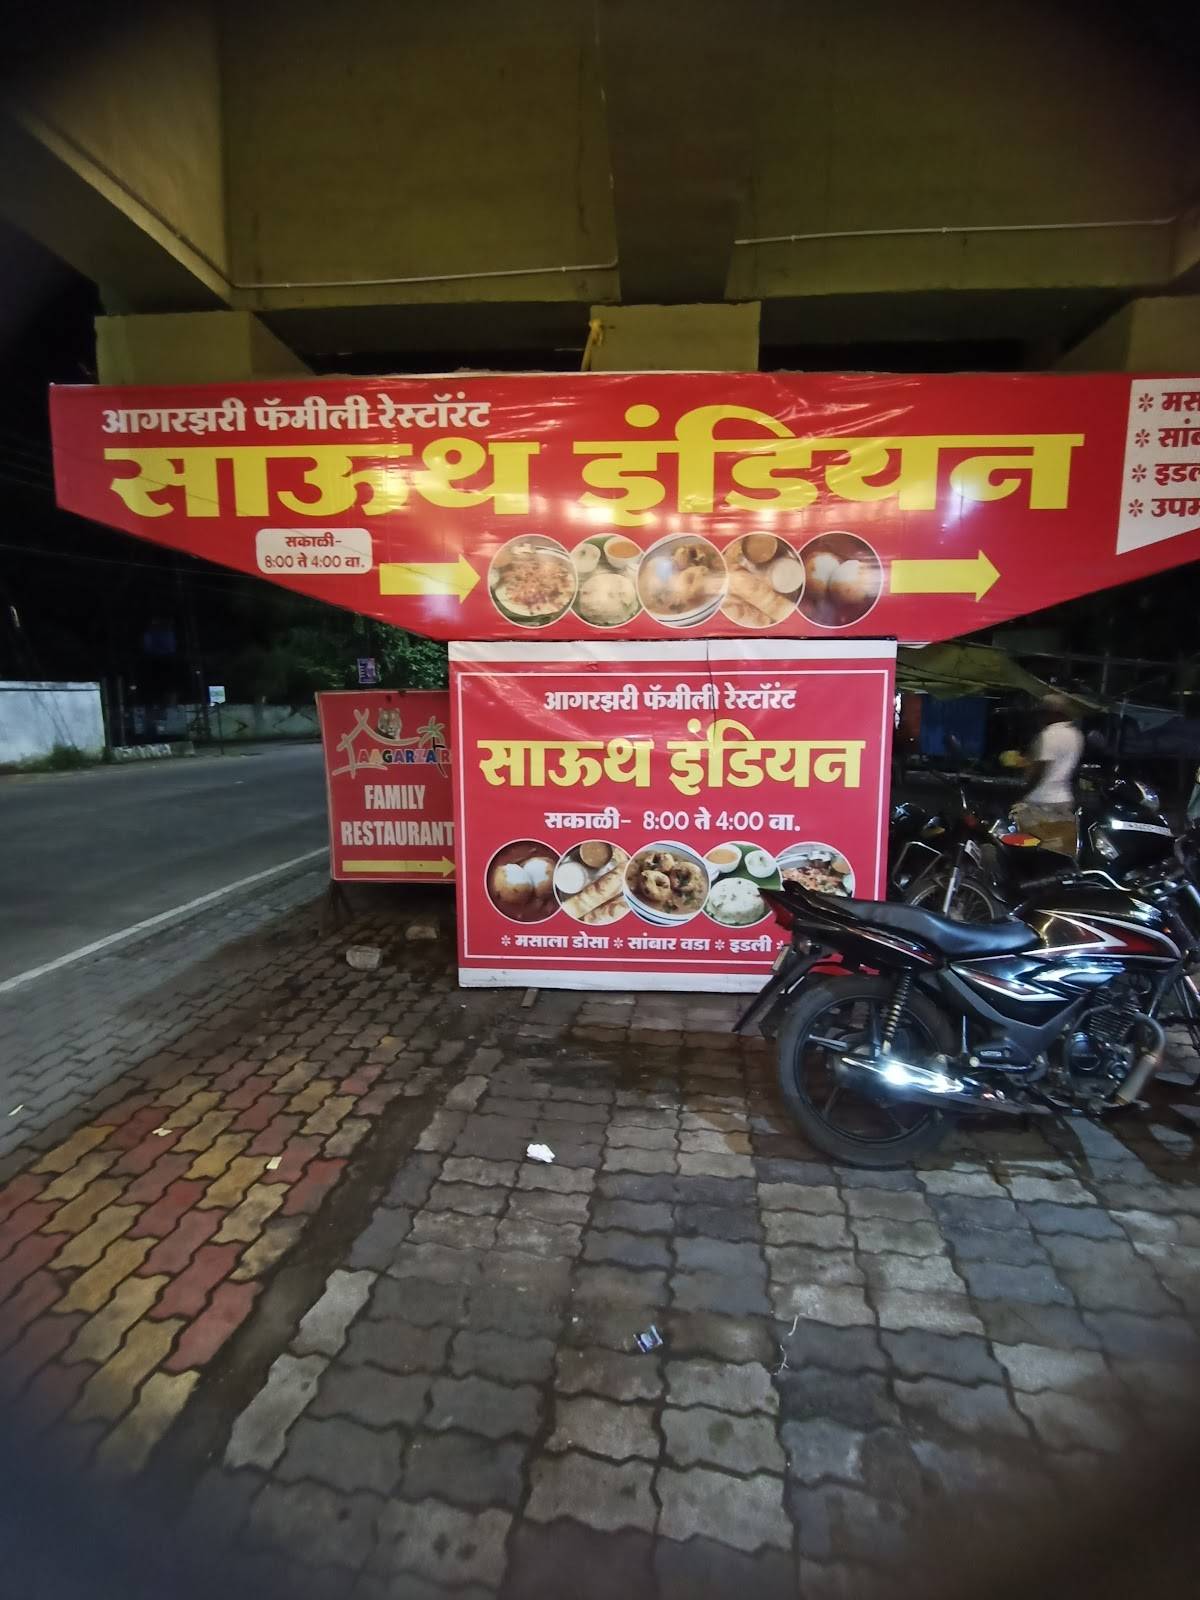 आगरझरी फॅमीली रेस्टॉरंट
साऊथ इंडियन
सकाळी-
8:00 ते 4:00 वा.
AAGARZARI
FAMILY
RESTAURANT
आगरझरी फॅमीली रेस्टॉरंट
साऊथ इंडियन
सकाळी- 8:00 ते 4:00 वा.
* मसाला डोसा * सांबार वडा * इडली *